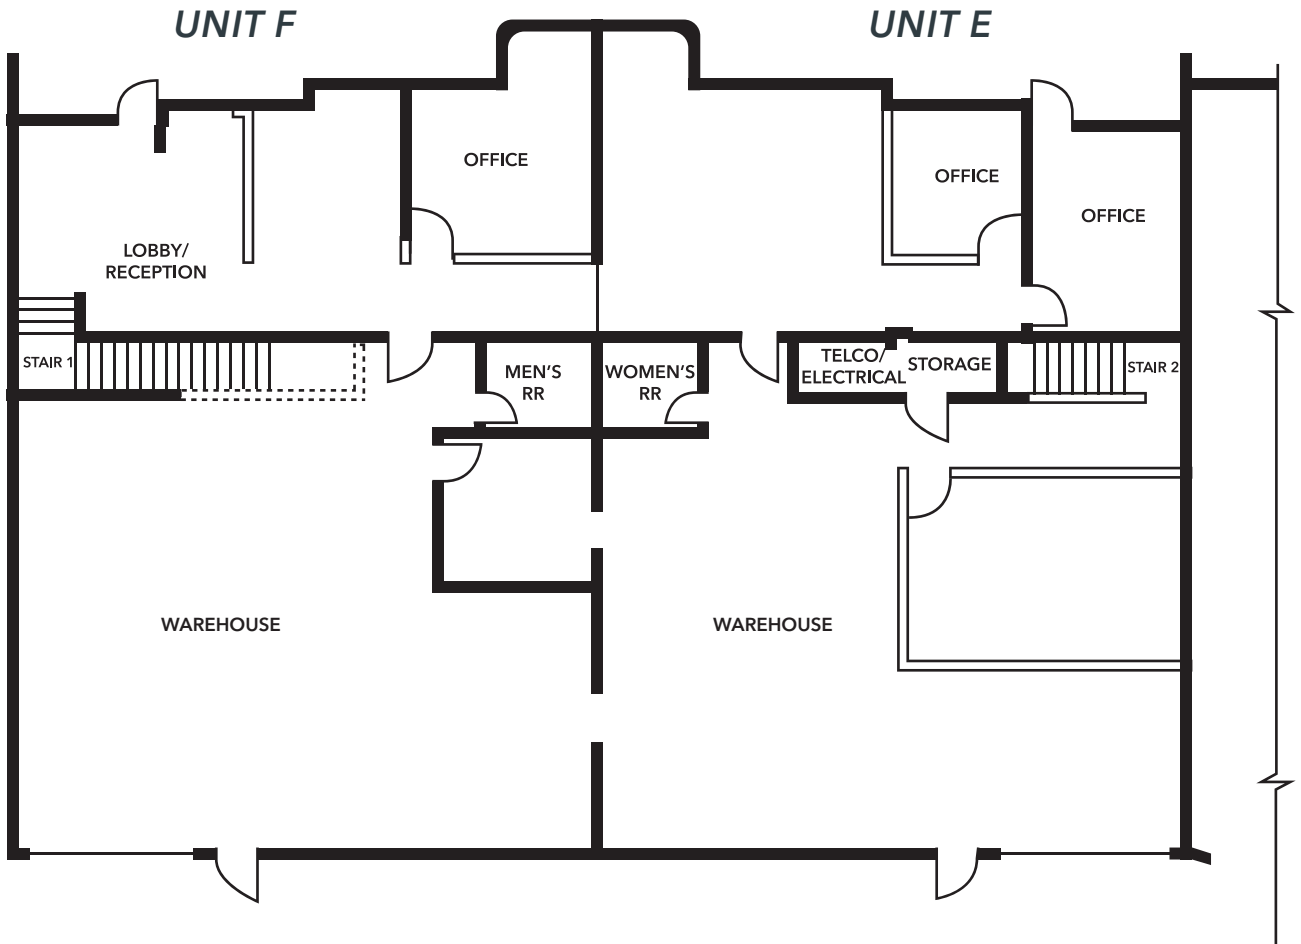 UNIT F
UNIT E
OFFICE
OFFICE
OFFICE
LOBBY/
RECEPTION
STAIR 1
MEN'S
RR
WOMEN'S
RR
TELCO/
ELECTRICAL
STORAGE
STAIR 2
WAREHOUSE
WAREHOUSE